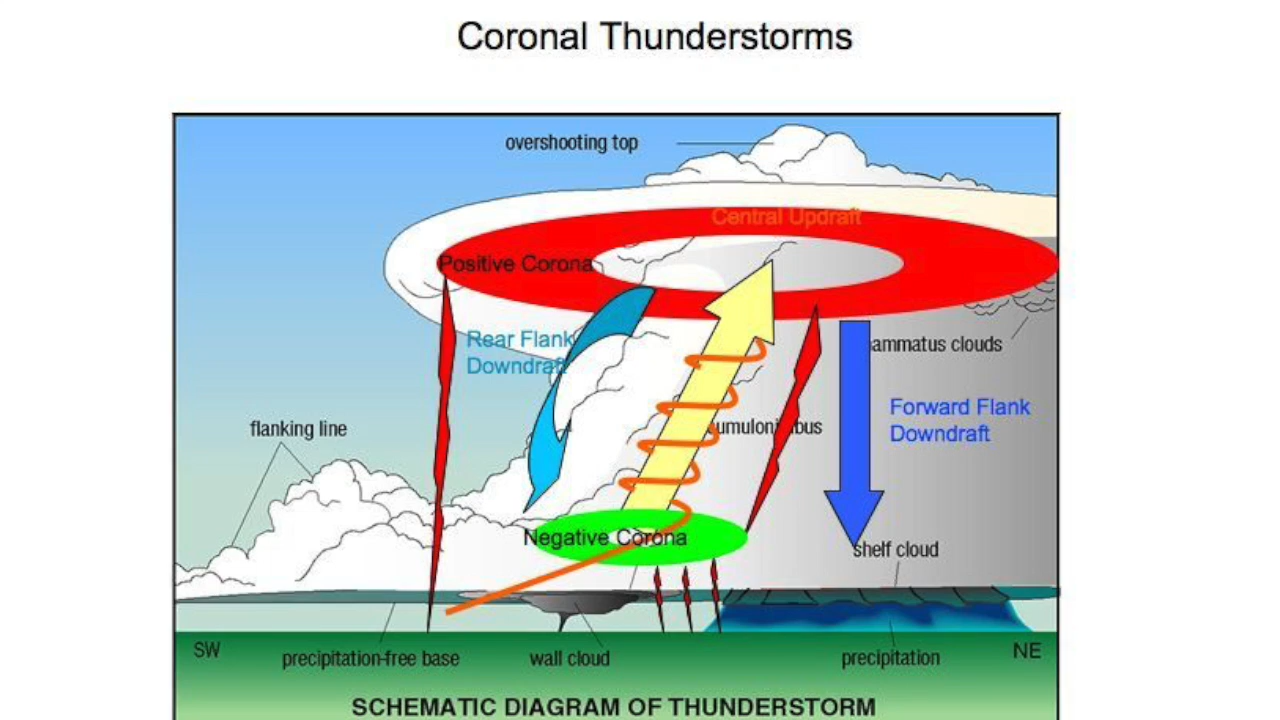 Coronal Thunderstorms
overshooting top
Central Updraft
Positive Corona
Rear Flank
Downdraft
ammatus clouds
Forward Flank
Downdraft
flanking line
Negative Corona
shelf cloud
SW
precipitation-free base
wall cloud
precipitation
NE
SCHEMATIC DIAGRAM OF THUNDERSTORM